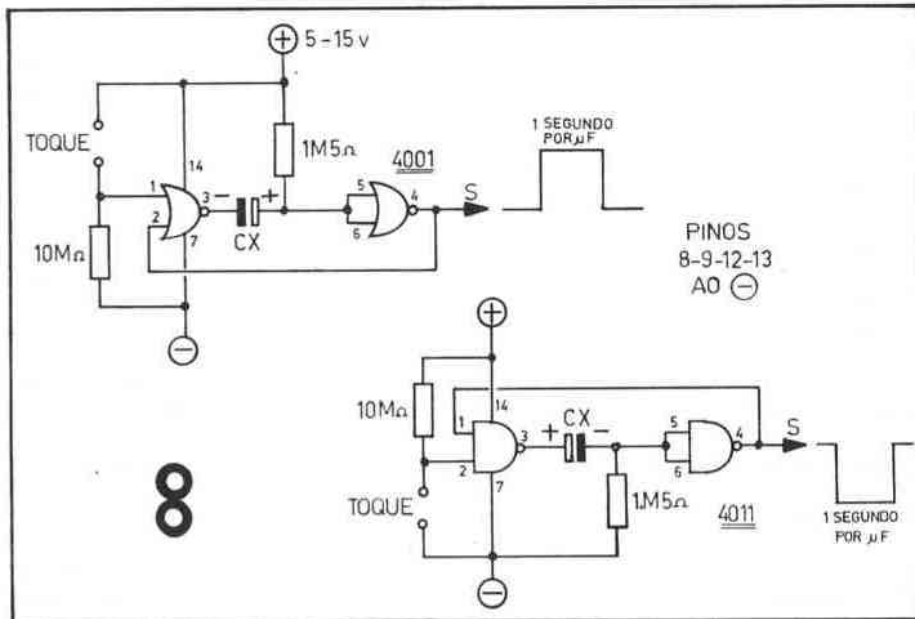 5-15v
TOQUE
14
1M5Ω
4001
1 SEGUNDO
POR µF
1
2
3
-
+
5
6
4
S
7
CX
10MΩ
PINOS
8-9-12-13
AO ⊖
10MΩ
14
1
2
3
+
CX
-
5
6
4
S
7
TOQUE
1M5Ω
4011
1 SEGUNDO
POR µF
8